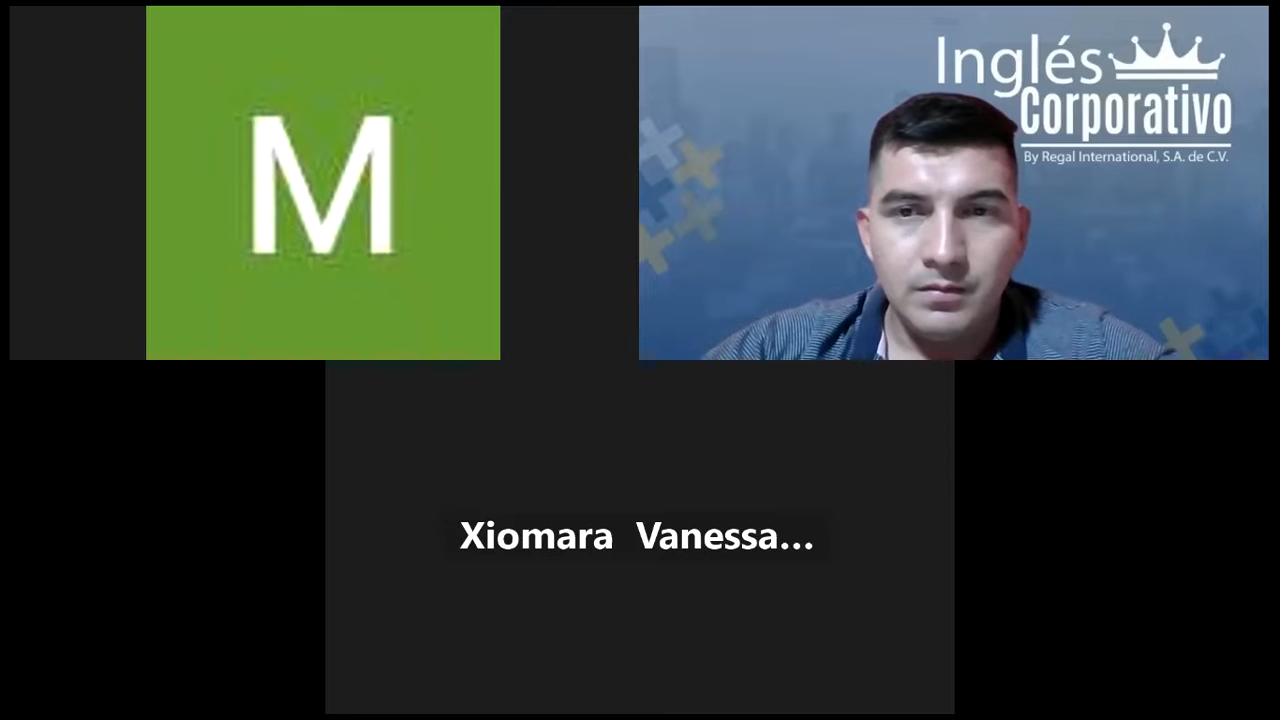 M
Inglés
Corporativo
By Regal International, S.A. de C.V.
Xiomara Vanessa...